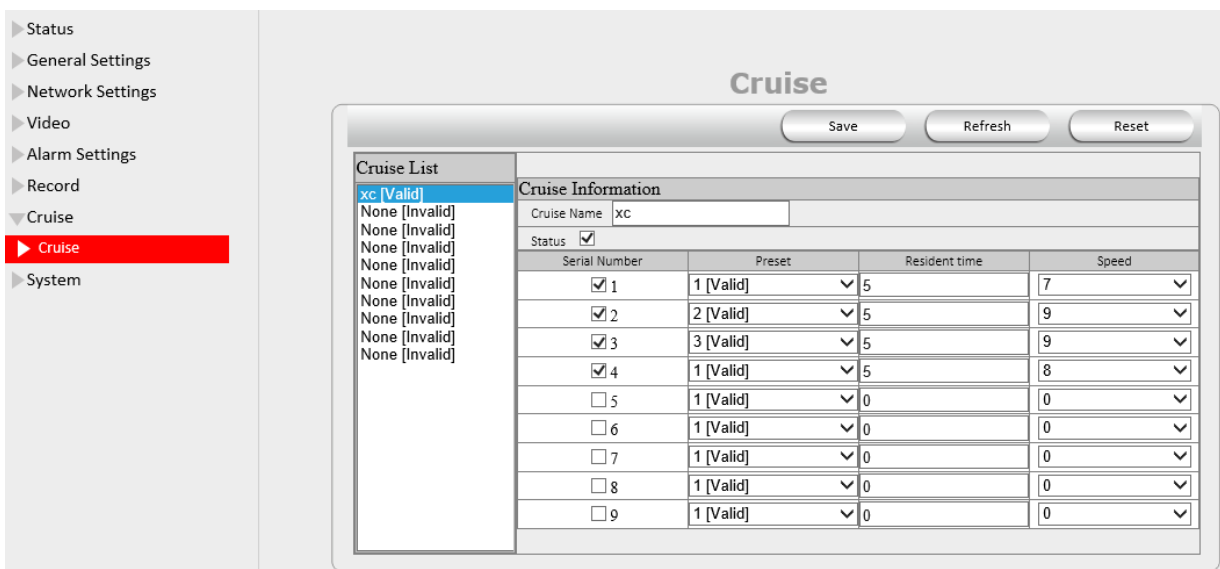 Status
General Settings
Network Settings
Video
Alarm Settings
Record
Cruise
Cruise
System
Cruise
Save Refresh Reset
Cruise List
xc [Valid]
None [Invalid]
None [Invalid]
None [Invalid]
None [Invalid]
None [Invalid]
None [Invalid]
None [Invalid]
None [Invalid]
None [Invalid]
Cruise Information
Cruise Name xc
Status
Serial Number Preset Resident time Speed
1 1 [Valid] 5 7
2 2 [Valid] 5 9
3 3 [Valid] 5 9
4 1 [Valid] 5 8
5 1 [Valid] 0 0
6 1 [Valid] 0 0
7 1 [Valid] 0 0
8 1 [Valid] 0 0
9 1 [Valid] 0 0